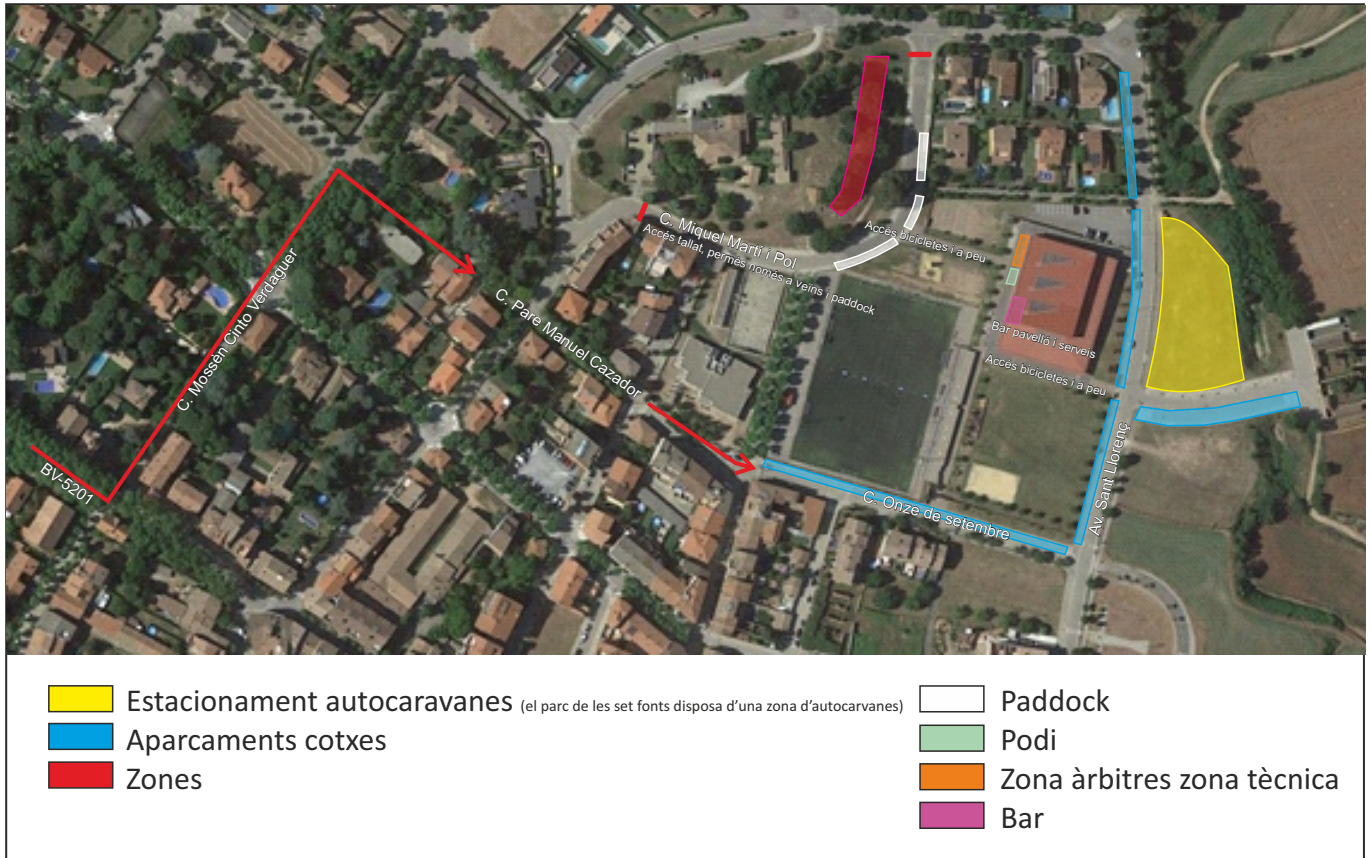 C. Miquel Martí i Pol
Accés tallat, permés només a veïns i paddock
Accés bicicletes i a peu
C. Mossèn Cinto Verdaguer
C. Pare Manuel Cazador
Bar pavelló i serveis
Accés bicicletes i a peu
Av. Sant Llorenç
BV-5201
C. Onze de setembre
Estacionament autocaravanes (el parc de les set fonts disposa d'una zona d'autocarvanes)
Aparcaments cotxes
Zones
Paddock
Podi
Zona àrbitres zona tècnica
Bar